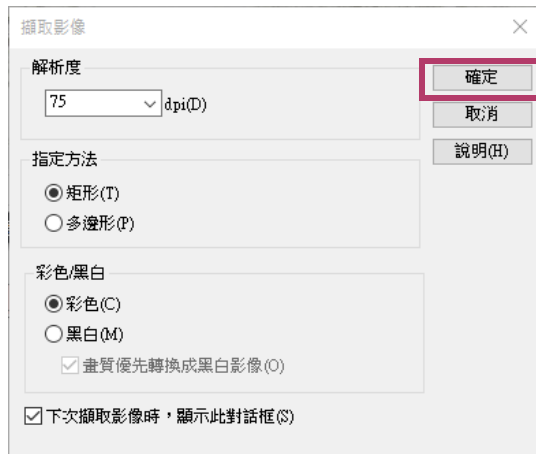 擷取影像
解析度
75
dpi(D)
確定
取消
說明(H)
指定方法
矩形(T)
多邊形(P)
彩色/黑白
彩色(C)
黑白(M)
畫質優先轉換成黑白影像(O)
下次擷取影像時，顯示此對話框(S)